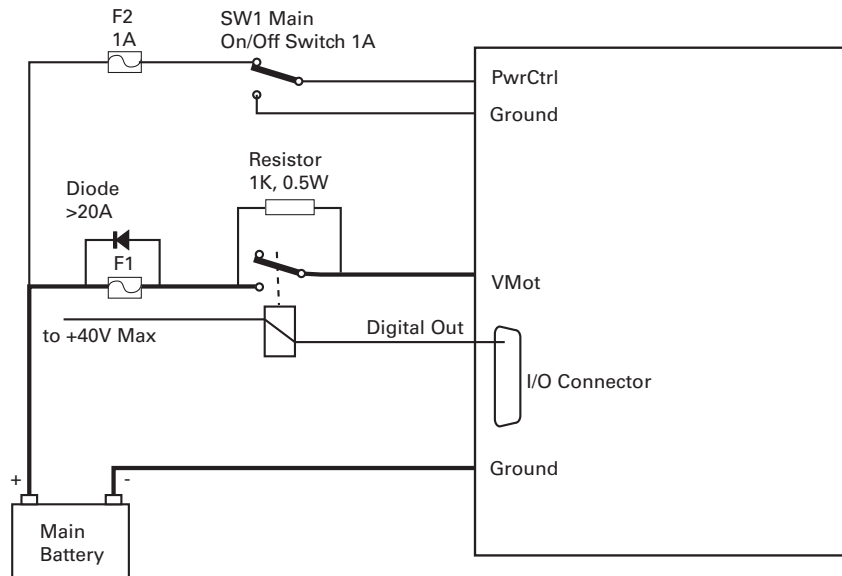 F2
1A
SW1 Main
On/Off Switch 1A
PwrCtrl
Ground
Resistor
1K, 0.5W
Diode
>20A
F1
VMot
to +40V Max
Digital Out
I/O Connector
Ground
+
-
Main
Battery